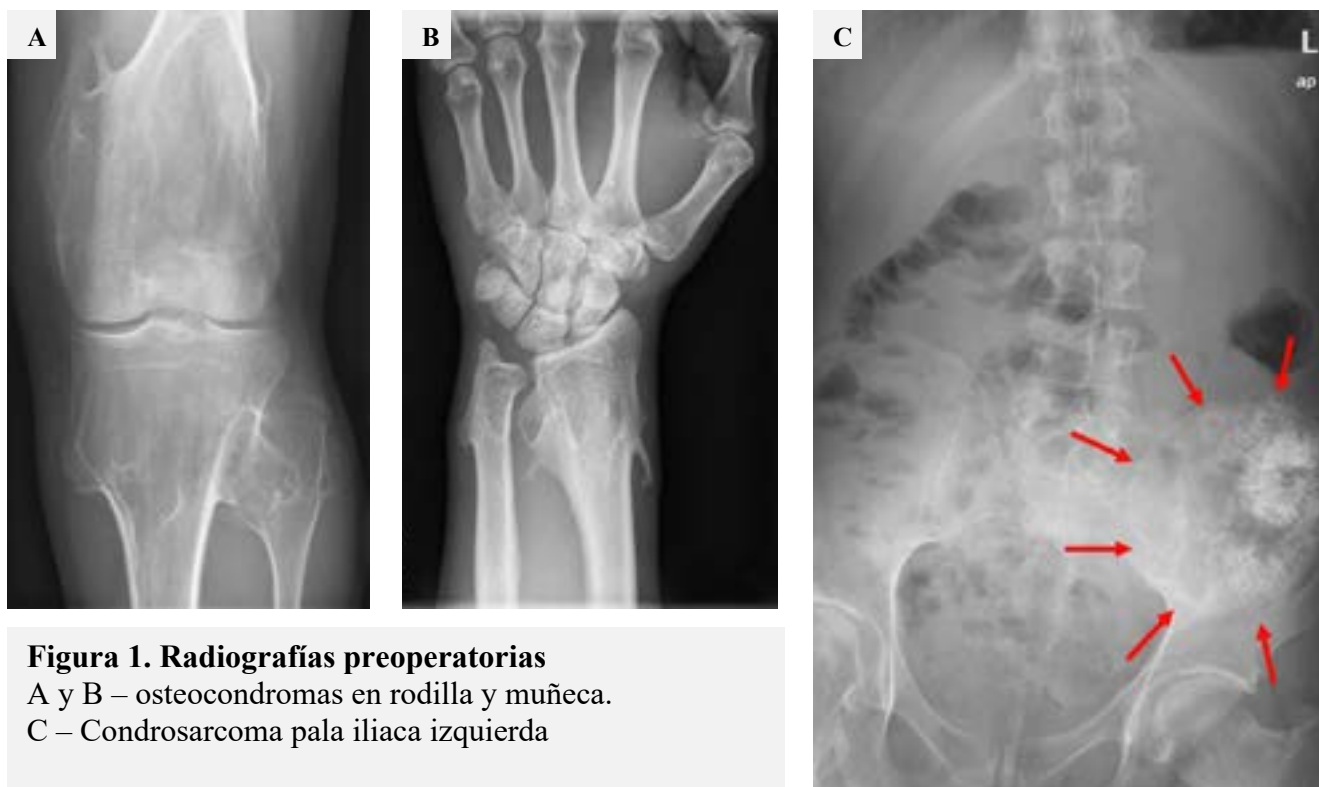 A
B
C
L
ap
Figura 1. Radiografías preoperatorias
A y B – osteocondromas en rodilla y muñeca.
C – Condrosarcoma pala iliaca izquierda